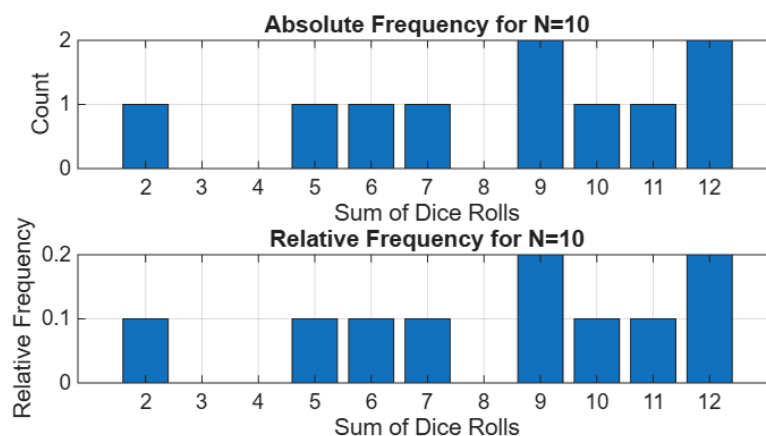 Absolute Frequency for N=10
2
1
0
Count
2 3 4 5 6 7 8 9 10 11 12
Sum of Dice Rolls
Relative Frequency for N=10
0.2
0.1
0
Relative Frequency
2 3 4 5 6 7 8 9 10 11 12
Sum of Dice Rolls